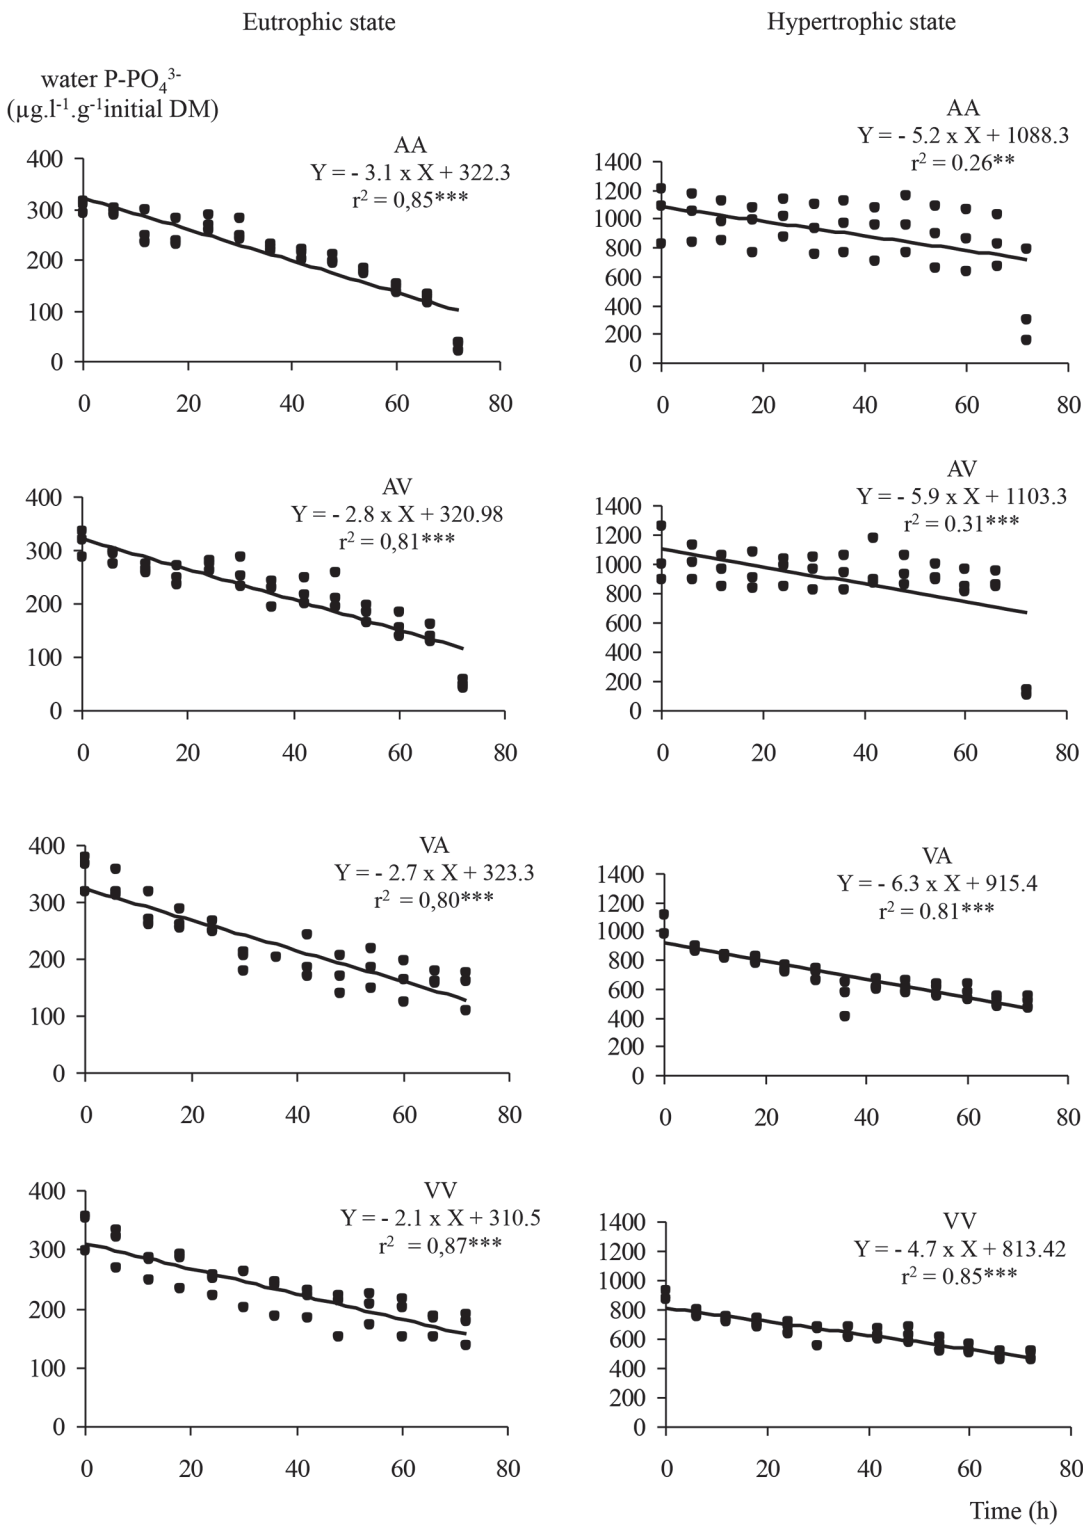 Eutrophic state
Hypertrophic state
water P-PO₄³⁻
(µg.l⁻¹.g⁻¹initial DM)
AA
Y = - 3.1 x X + 322.3
r² = 0,85***
400
300
200
100
0
0 20 40 60 80
AA
Y = - 5.2 x X + 1088.3
r² = 0.26**
1400
1200
1000
800
600
400
200
0
0 20 40 60 80
AV
Y = - 2.8 x X + 320.98
r² = 0,81***
400
300
200
100
0
0 20 40 60 80
AV
Y = - 5.9 x X + 1103.3
r² = 0.31***
1400
1200
1000
800
600
400
200
0
0 20 40 60 80
VA
Y = - 2.7 x X + 323.3
r² = 0,80***
400
300
200
100
0
0 20 40 60 80
VA
Y = - 6.3 x X + 915.4
r² = 0.81***
1400
1200
1000
800
600
400
200
0
0 20 40 60 80
VV
Y = - 2.1 x X + 310.5
r² = 0,87***
400
300
200
100
0
0 20 40 60 80
VV
Y = - 4.7 x X + 813.42
r² = 0.85***
1400
1200
1000
800
600
400
200
0
0 20 40 60 80
Time (h)